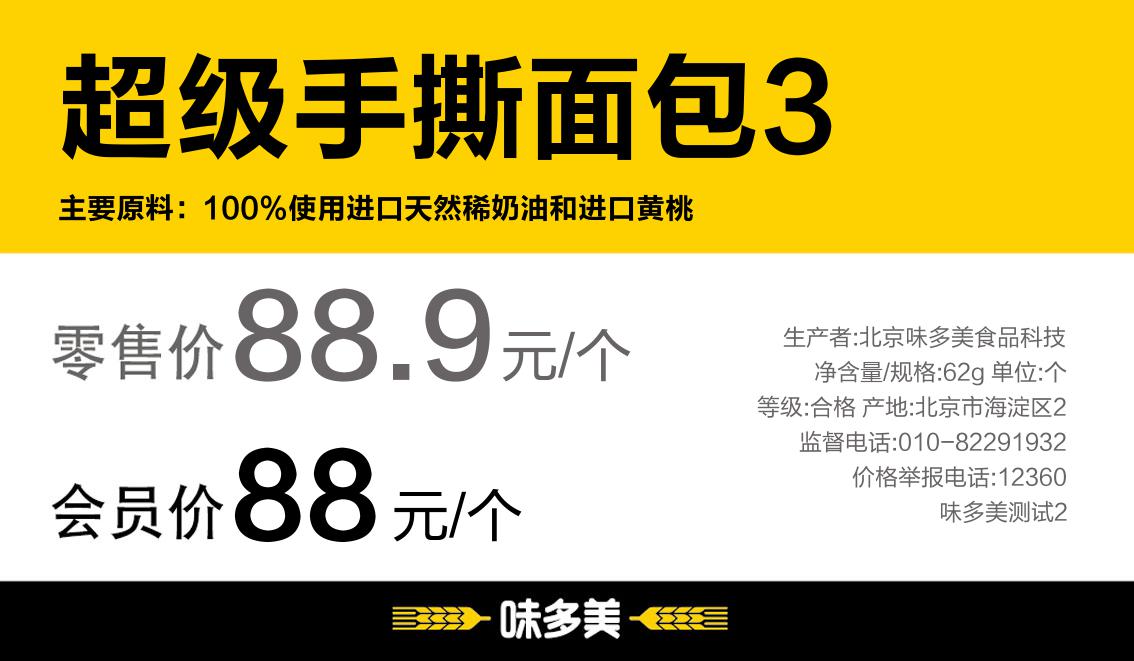 超级手撕面包3
主要原料：100%使用进口天然稀奶油和进口黄桃
零售价88.9元/个
会员价88元/个
生产者:北京味多美食品科技
净含量/规格:62g 单位:个
等级:合格 产地:北京市海淀区2
监督电话:010-82291932
价格举报电话:12360
味多美测试2
味多美